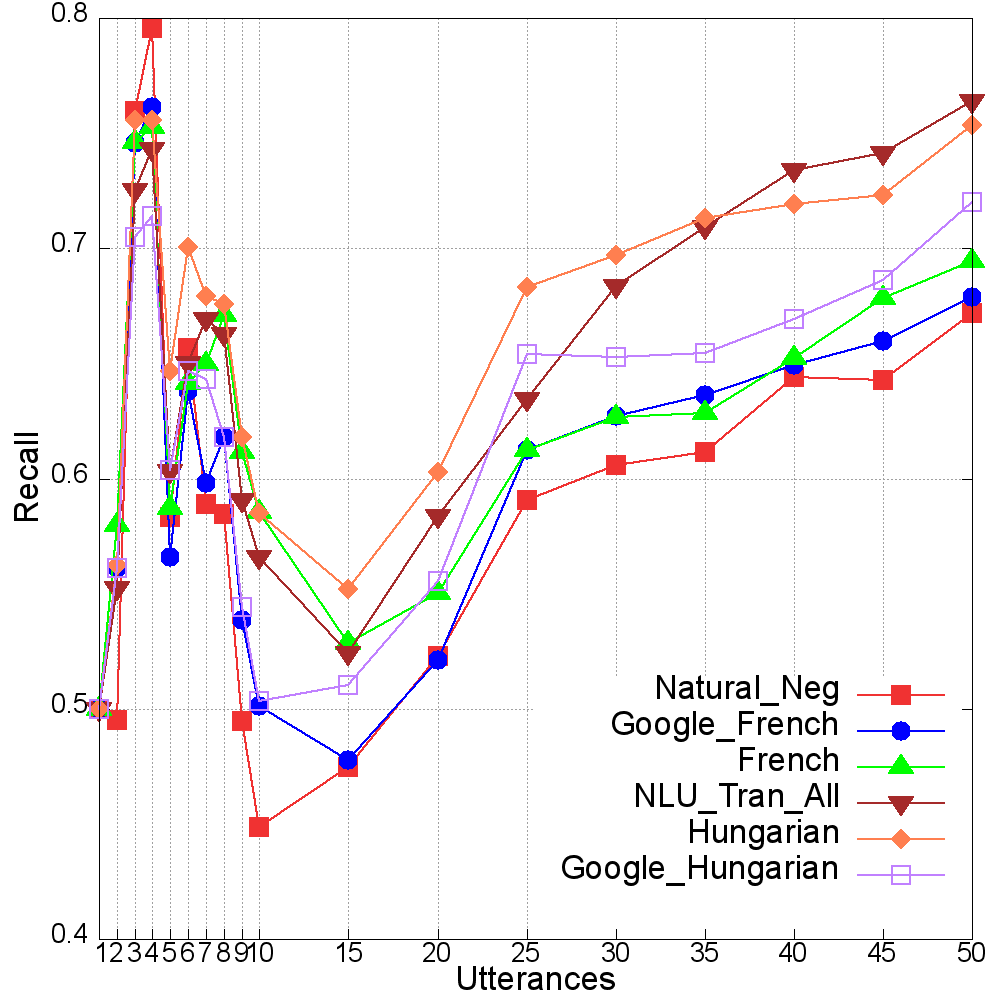 0.8
0.7
0.6
0.5
0.4
Recall
1 2 3 4 5 6 7 8 9 10 15 20 25 30 35 40 45 50
Utterances
Natural_Neg
Google_French
French
NLU_Tran_All
Hungarian
Google_Hungarian